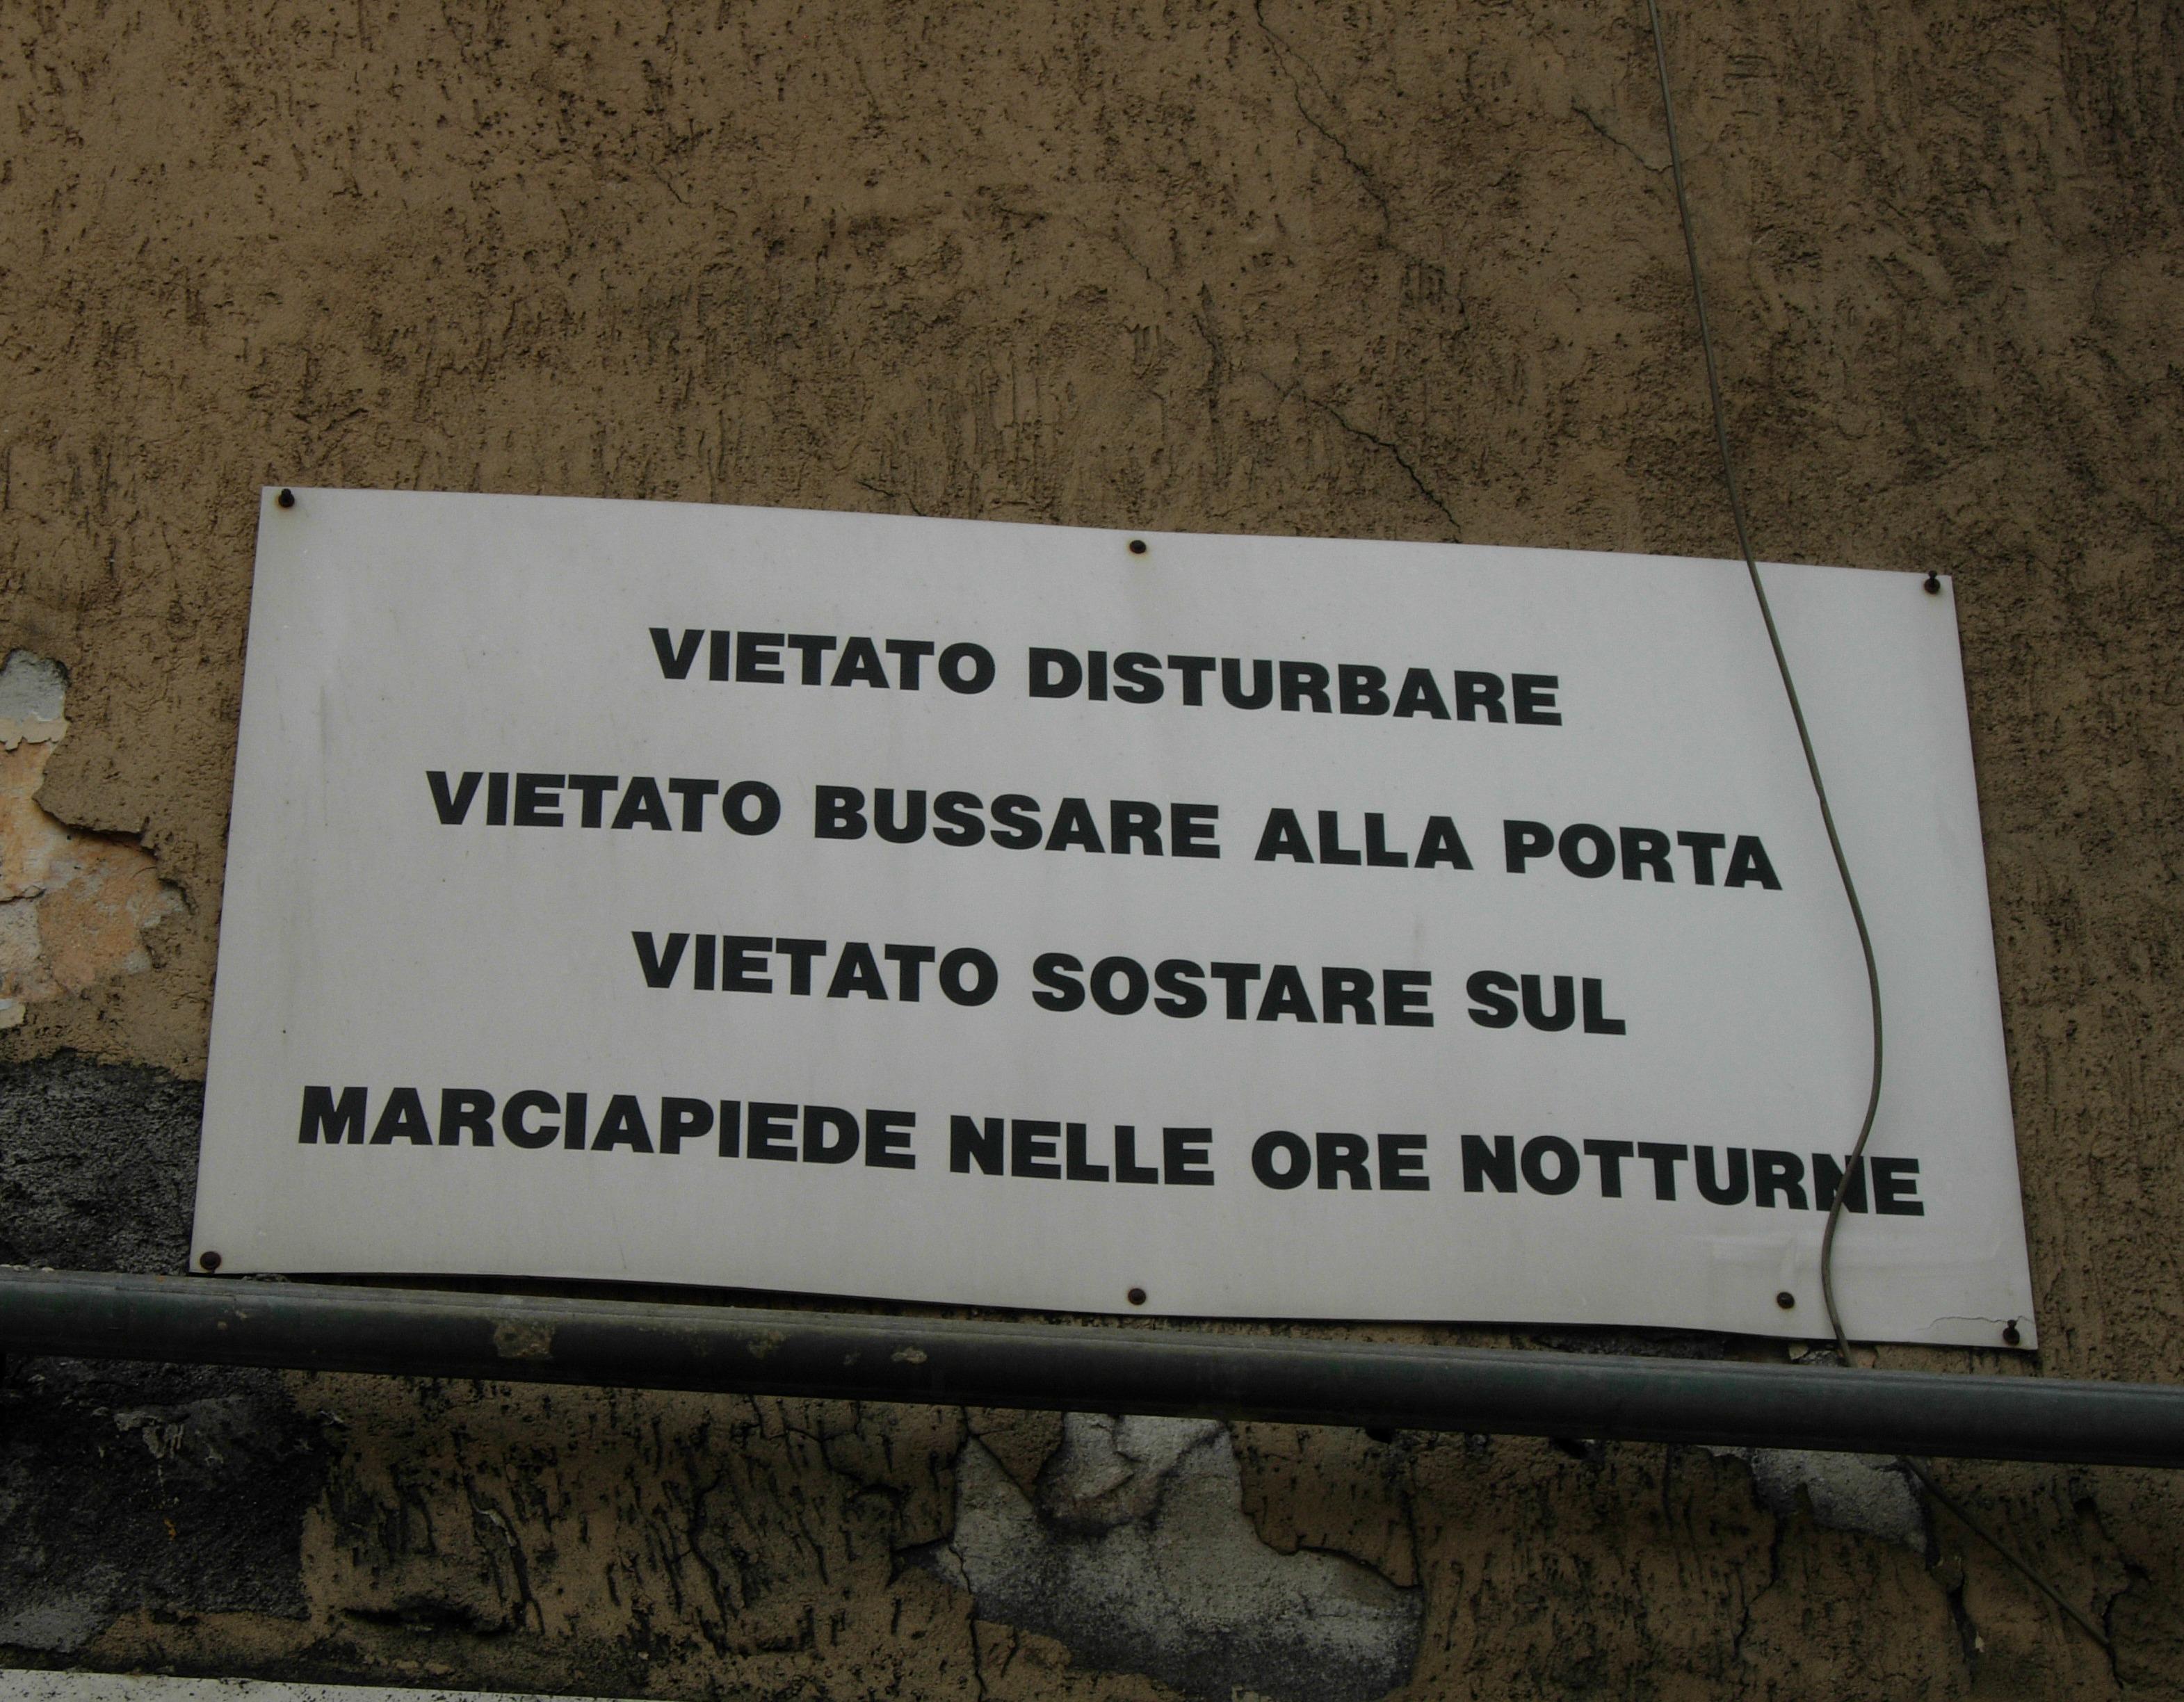 VIETATO DISTURBARE
VIETATO BUSSARE ALLA PORTA
VIETATO SOSTARE SUL
MARCIAPIEDE NELLE ORE NOTTURNE